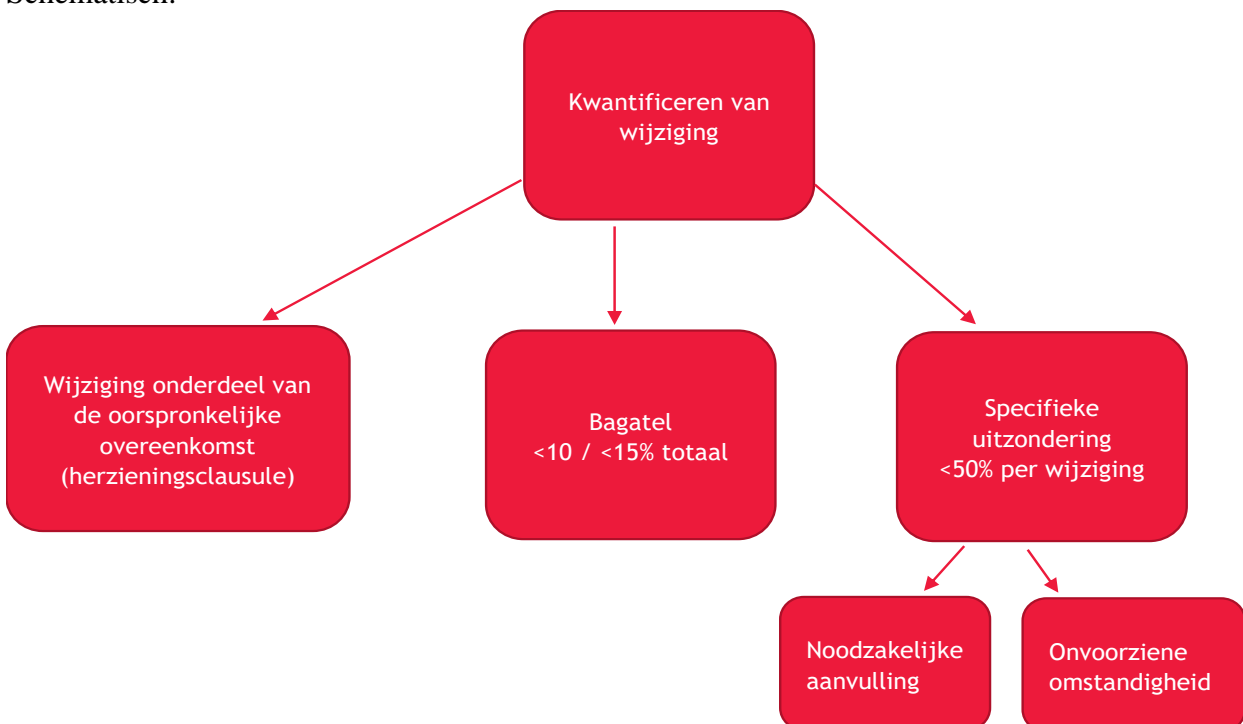 Kwantificeren van
wijziging
Wijziging onderdeel van
de oorspronkelijke
overeenkomst
(herzieningsclausule)
Bagatel
<10 / <15% totaal
Specifieke
uitzondering
<50% per wijziging
Noodzakelijke
aanvulling
Onvoorziene
omstandigheid